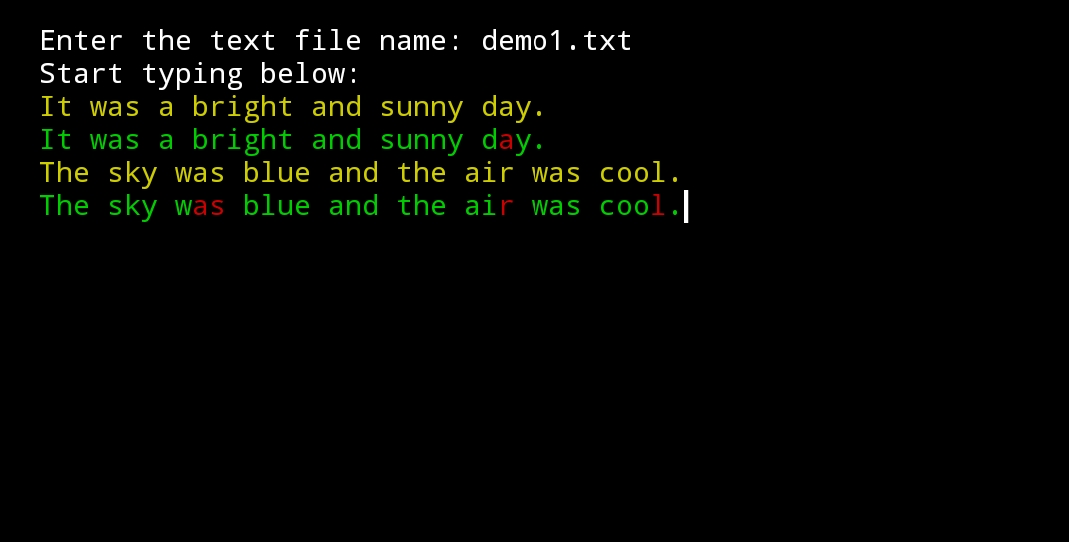 Enter the text file name: demo1.txt
Start typing below:
It was a bright and sunny day.
It was a bright and sunny day.
The sky was blue and the air was cool.
The sky was blue and the air was cool.